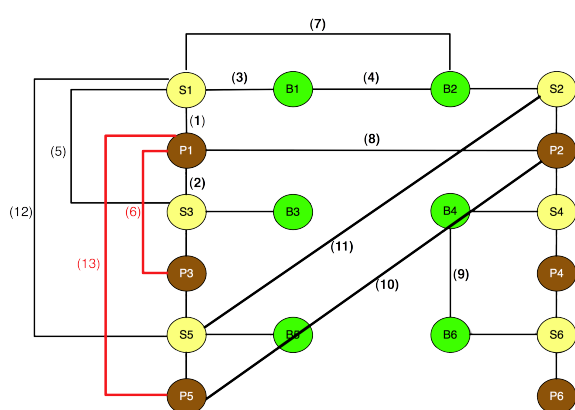 (7)
(3)
(4)
S1
B1
B2
S2
(1)
(8)
(5)
P1
P2
(2)
(12)
(6)
S3
B3
B4
S4
(11)
(13)
P3
(10)
(9)
P4
S5
B5
B6
S6
P5
P6